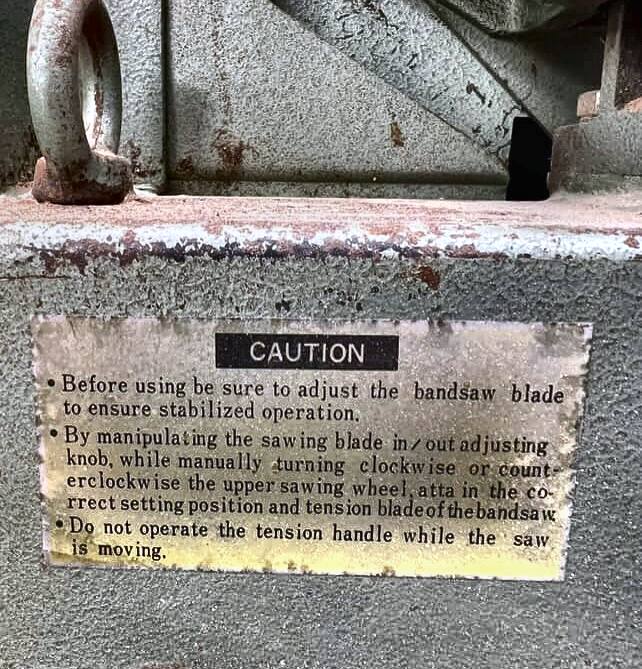 CAUTION
• Before using be sure to adjust the bandsaw blade
to ensure stabilized operation.
• By manipulating the sawing blade in/out adjusting
knob, while manually turning clockwise or count-
erclockwise the upper sawing wheel, atta in the co-
rrect setting position and tension blade of the bandsaw.
• Do not operate the tension handle while the saw
is moving.